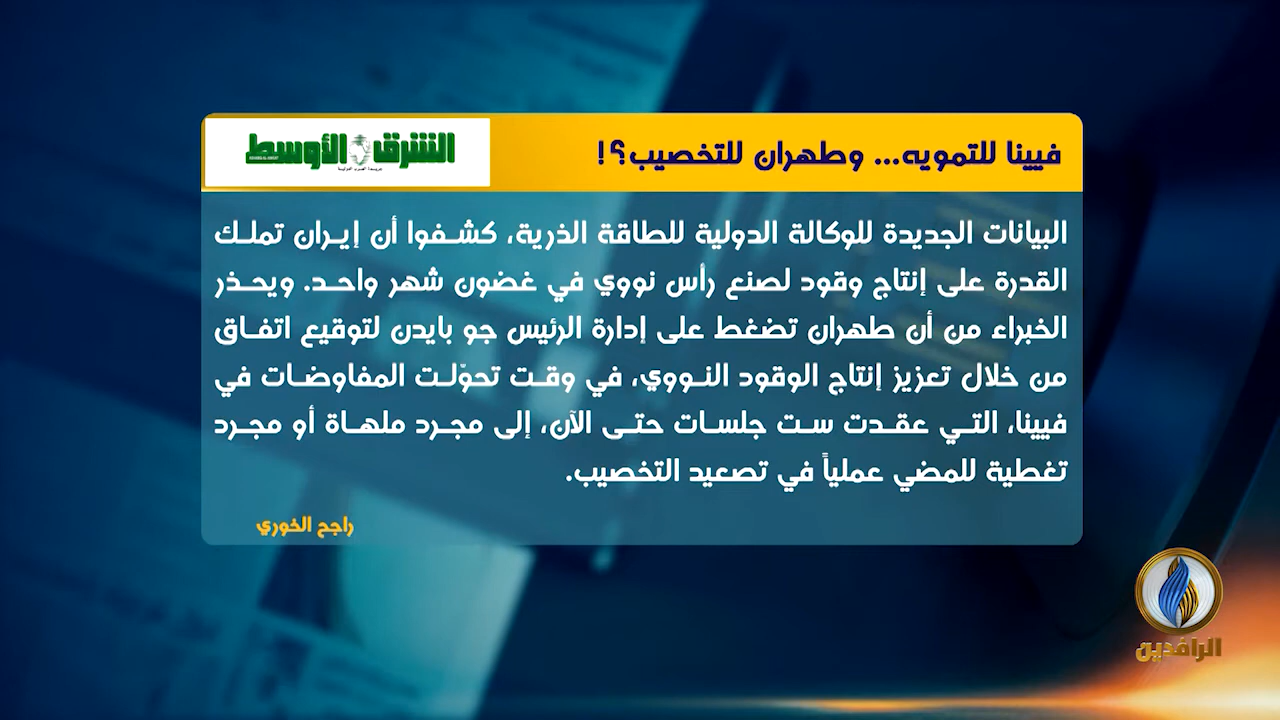 فيينا للتمويه... وطهران للتخصيب؟!
الشرق الأوسط
جريدة العرب الدولية
البيانات الجديدة للوكالة الدولية للطاقة الذرية، كشفوا أن إيران تملك
القدرة على إنتاج وقود لصنع رأس نووي في غضون شهر واحد. ويحذر
الخبراء من أن طهران تضغط على إدارة الرئيس جو بايدن لتوقيع اتفاق
من خلال تعزيز إنتاج الوقود النووي، في وقت تحوّلت المفاوضات في
فيينا، التي عقدت ست جلسات حتى الآن، إلى مجرد ملهاة أو مجرد
تغطية للمضي عملياً في تصعيد التخصيب.
راجح الخوري
الرافدين